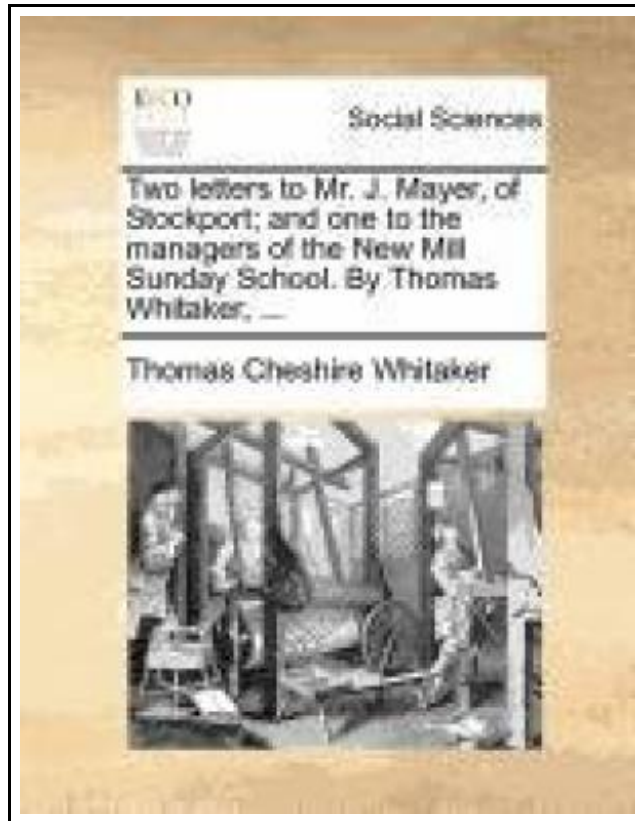 ECCO
Social Sciences
Two letters to Mr. J. Mayer, of
Stockport; and one to the
managers of the New Mill
Sunday School. By Thomas
Whitaker, ...
Thomas Cheshire Whitaker